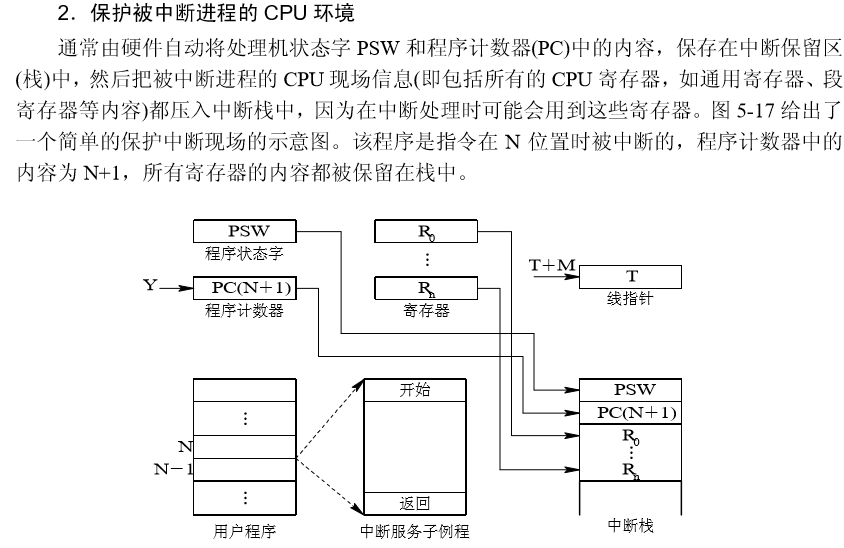 2．保护被中断进程的 CPU 环境
通常由硬件自动将处理机状态字 PSW 和程序计数器(PC)中的内容，保存在中断保留区
(栈)中，然后把被中断进程的 CPU 现场信息(即包括所有的 CPU 寄存器，如通用寄存器、段
寄存器等内容)都压入中断栈中，因为在中断处理时可能会用到这些寄存器。图 5-17 给出了
一个简单的保护中断现场的示意图。该程序是指令在 N 位置时被中断的，程序计数器中的
内容为 N+1，所有寄存器的内容都被保留在栈中。
PSW
程序状态字
R0
⋮
T＋M
T
线指针
Y
PC(N＋1)
程序计数器
Rn
寄存器
⋮
N
N－1
⋮
用户程序
开始
返回
中断服务子例程
PSW
PC(N＋1)
R0
⋮
Rn
中断栈